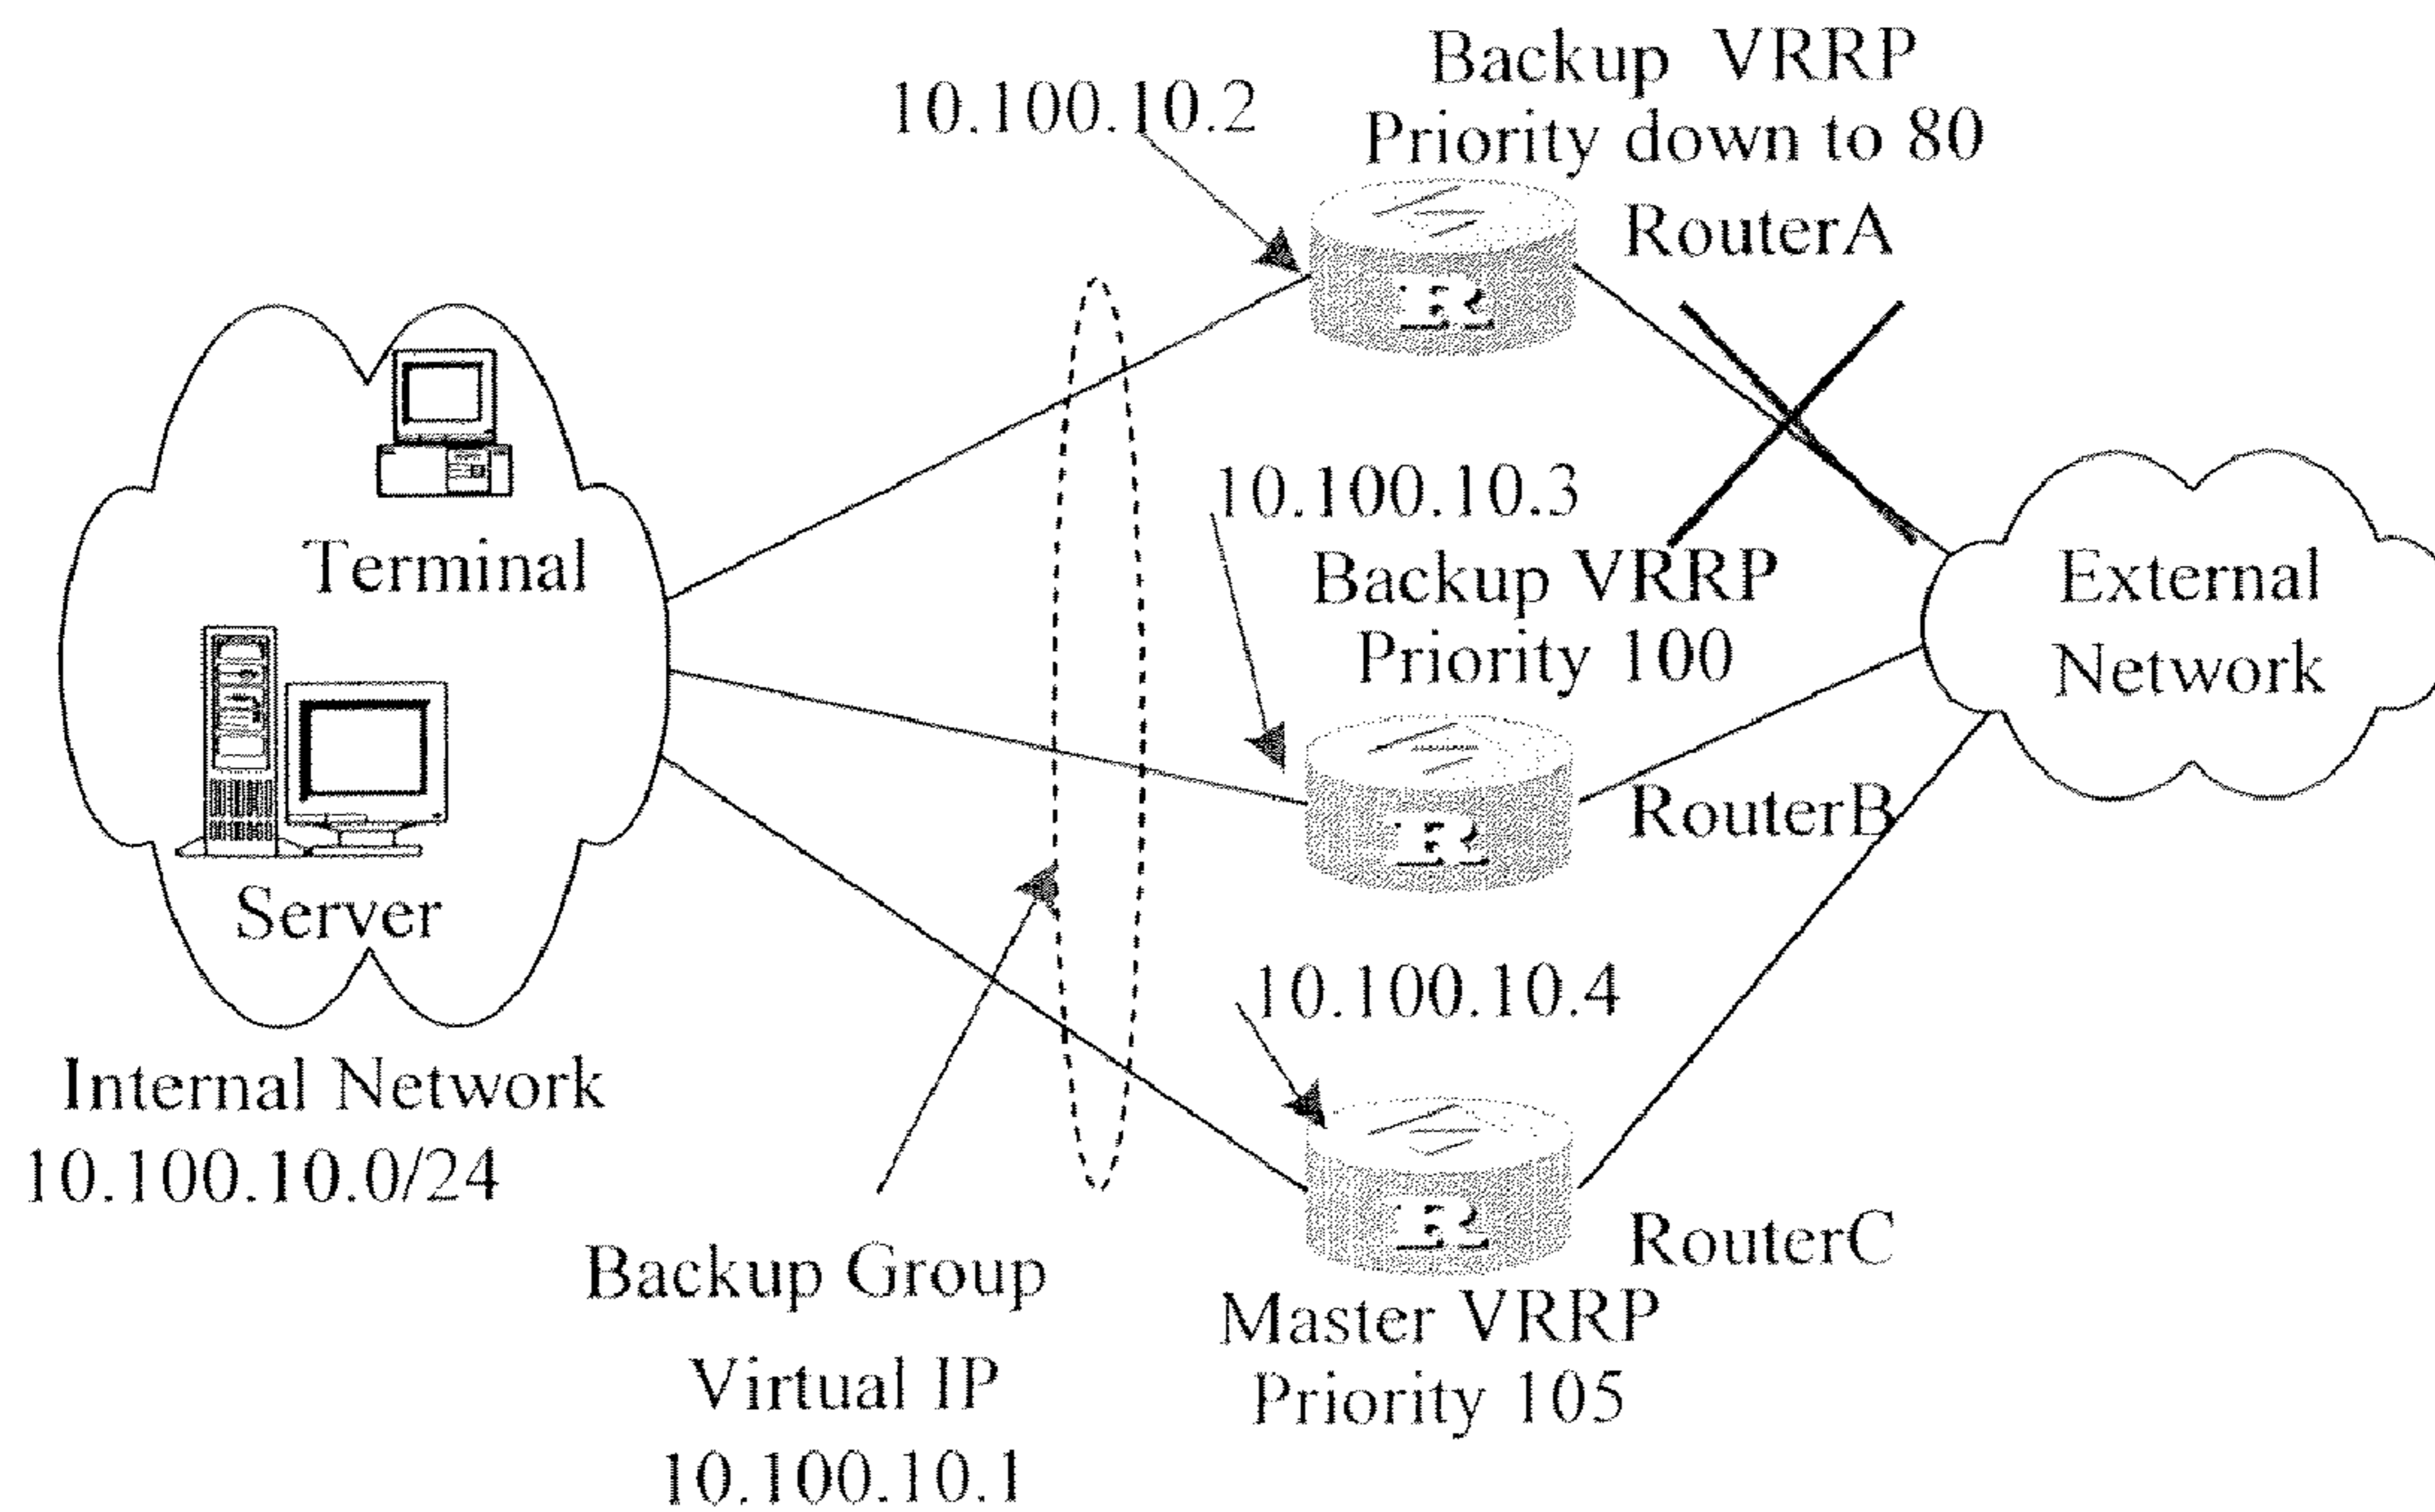 10.100.10.2
Backup VRRP
Priority down to 80
RouterA
10.100.10.3
Backup VRRP
Priority 100
RouterB
Terminal
Server
External
Network
10.100.10.4
RouterC
Master VRRP
Priority 105
Internal Network
10.100.10.0/24
Backup Group
Virtual IP
10.100.10.1
R
R
R